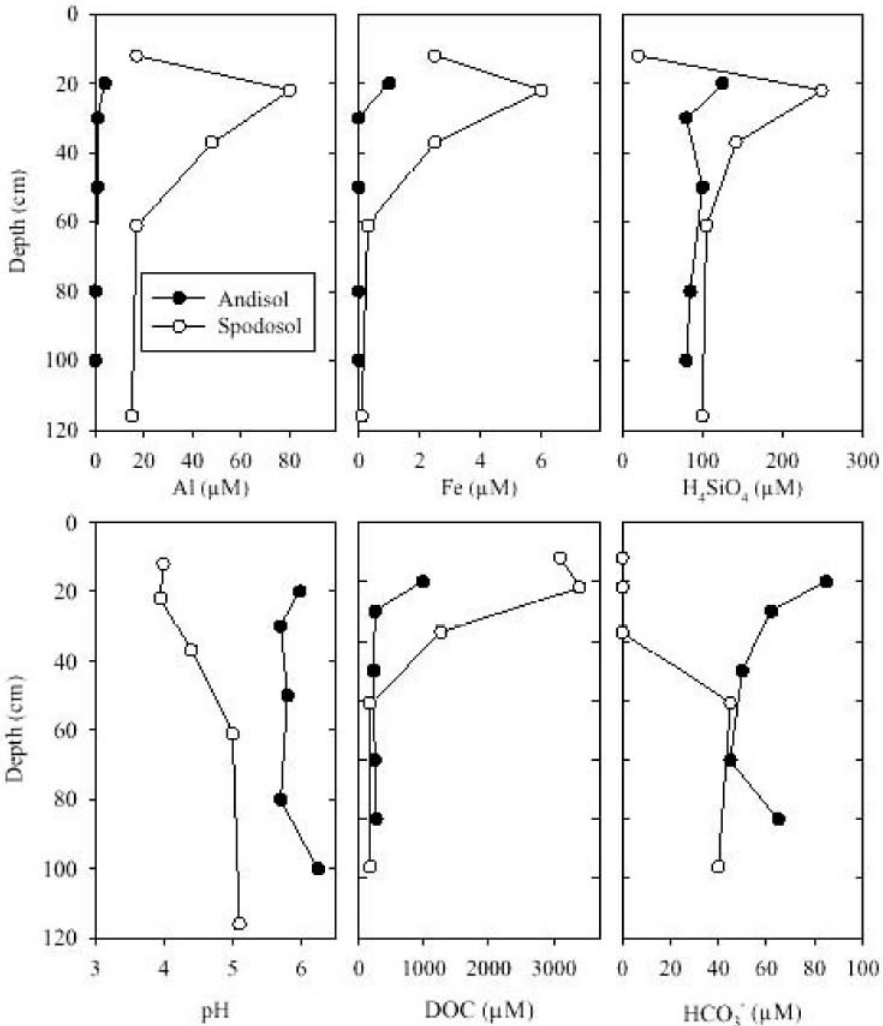 0
20
40
60
80
100
120
Depth (cm)
Andisol
Spodosol
0 20 40 60 80
Al (µM)
0 2 4 6
Fe (µM)
0 100 200 300
H₄SiO₄ (µM)
0
20
40
60
80
100
120
Depth (cm)
3 4 5 6
pH
0 1000 2000 3000
DOC (µM)
0 20 40 60 80 100
HCO₃⁻ (µM)